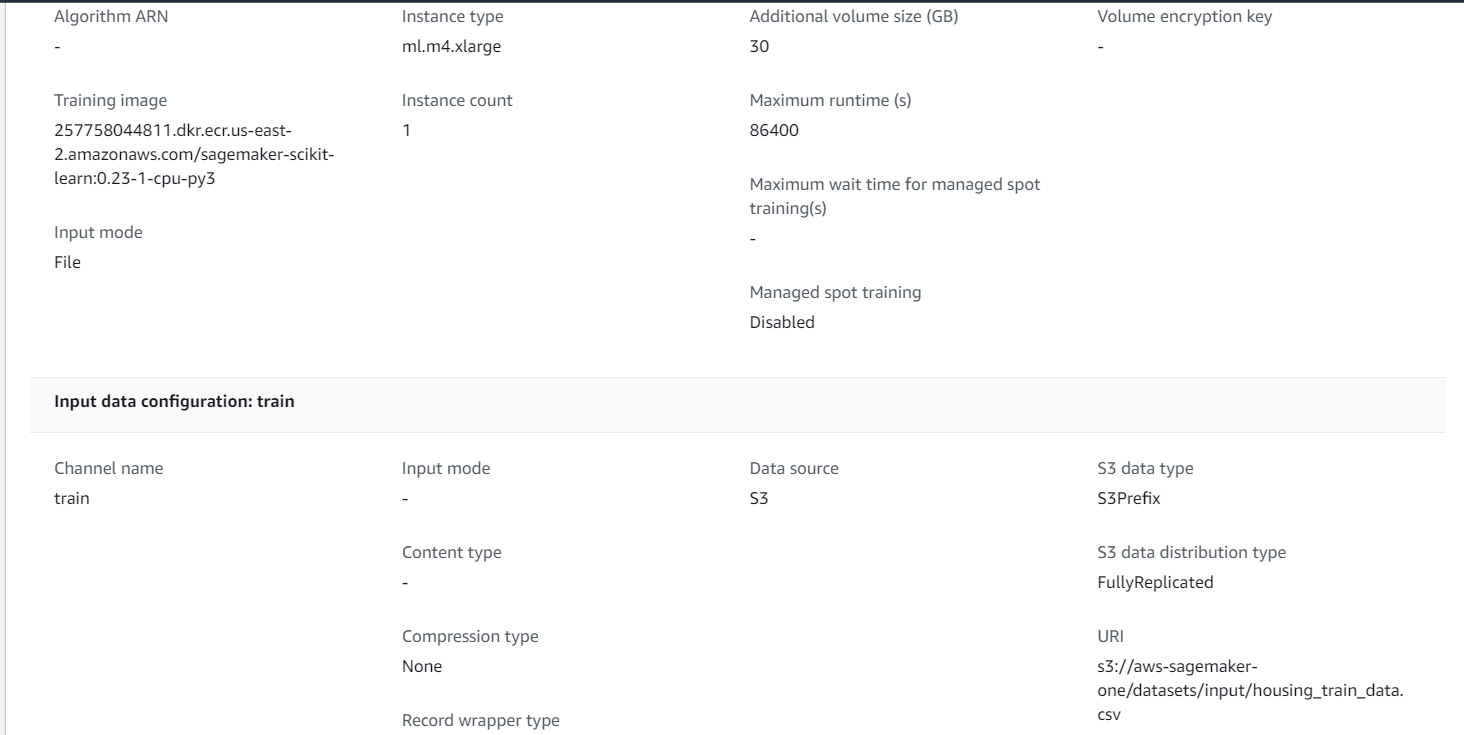 Algorithm ARN
-
Training image
257758044811.dkr.ecr.us-east-
2.amazonaws.com/sagemaker-scikit-
learn:0.23-1-cpu-py3
Input mode
File
Instance type
ml.m4.xlarge
Instance count
1
Additional volume size (GB)
30
Maximum runtime (s)
86400
Maximum wait time for managed spot
training(s)
-
Managed spot training
Disabled
Volume encryption key
-
Input data configuration: train
Channel name
train
Input mode
-
Content type
-
Compression type
None
Record wrapper type
Data source
S3
S3 data type
S3Prefix
S3 data distribution type
FullyReplicated
URI
s3://aws-sagemaker-
one/datasets/input/housing_train_data.
csv